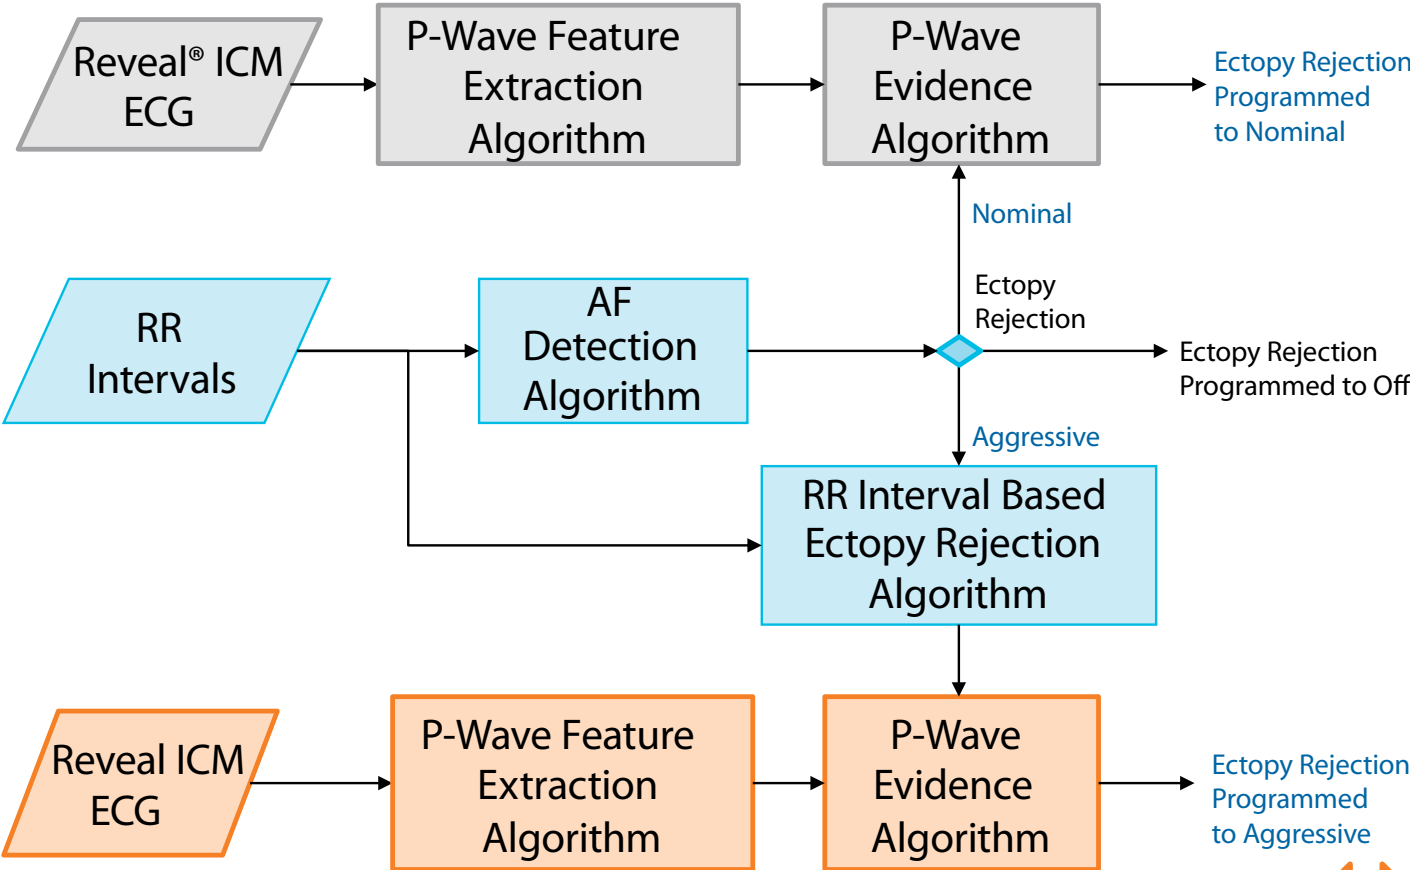 Reveal® ICM
ECG
P-Wave Feature
Extraction
Algorithm
P-Wave
Evidence
Algorithm
Ectopy Rejection
Programmed
to Nominal
Nominal
RR
Intervals
AF
Detection
Algorithm
Ectopy
Rejection
Ectopy Rejection
Programmed to Off
Aggressive
RR Interval Based
Ectopy Rejection
Algorithm
Reveal ICM
ECG
P-Wave Feature
Extraction
Algorithm
P-Wave
Evidence
Algorithm
Ectopy Rejection
Programmed
to Aggressive